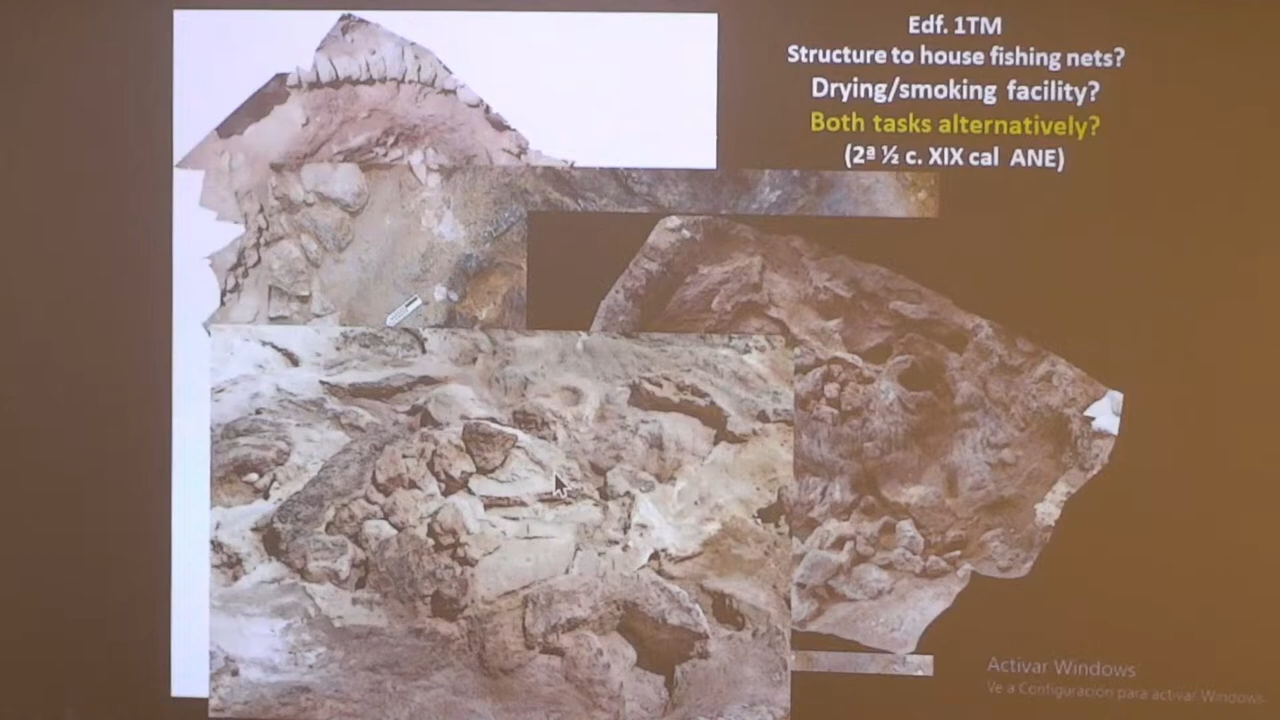 Edf. 1TM
Structure to house fishing nets?
Drying/smoking facility?
Both tasks alternatively?
(2ª ½ c. XIX cal ANE)
Activar Windows
Ve a Configuración para activar Windows.